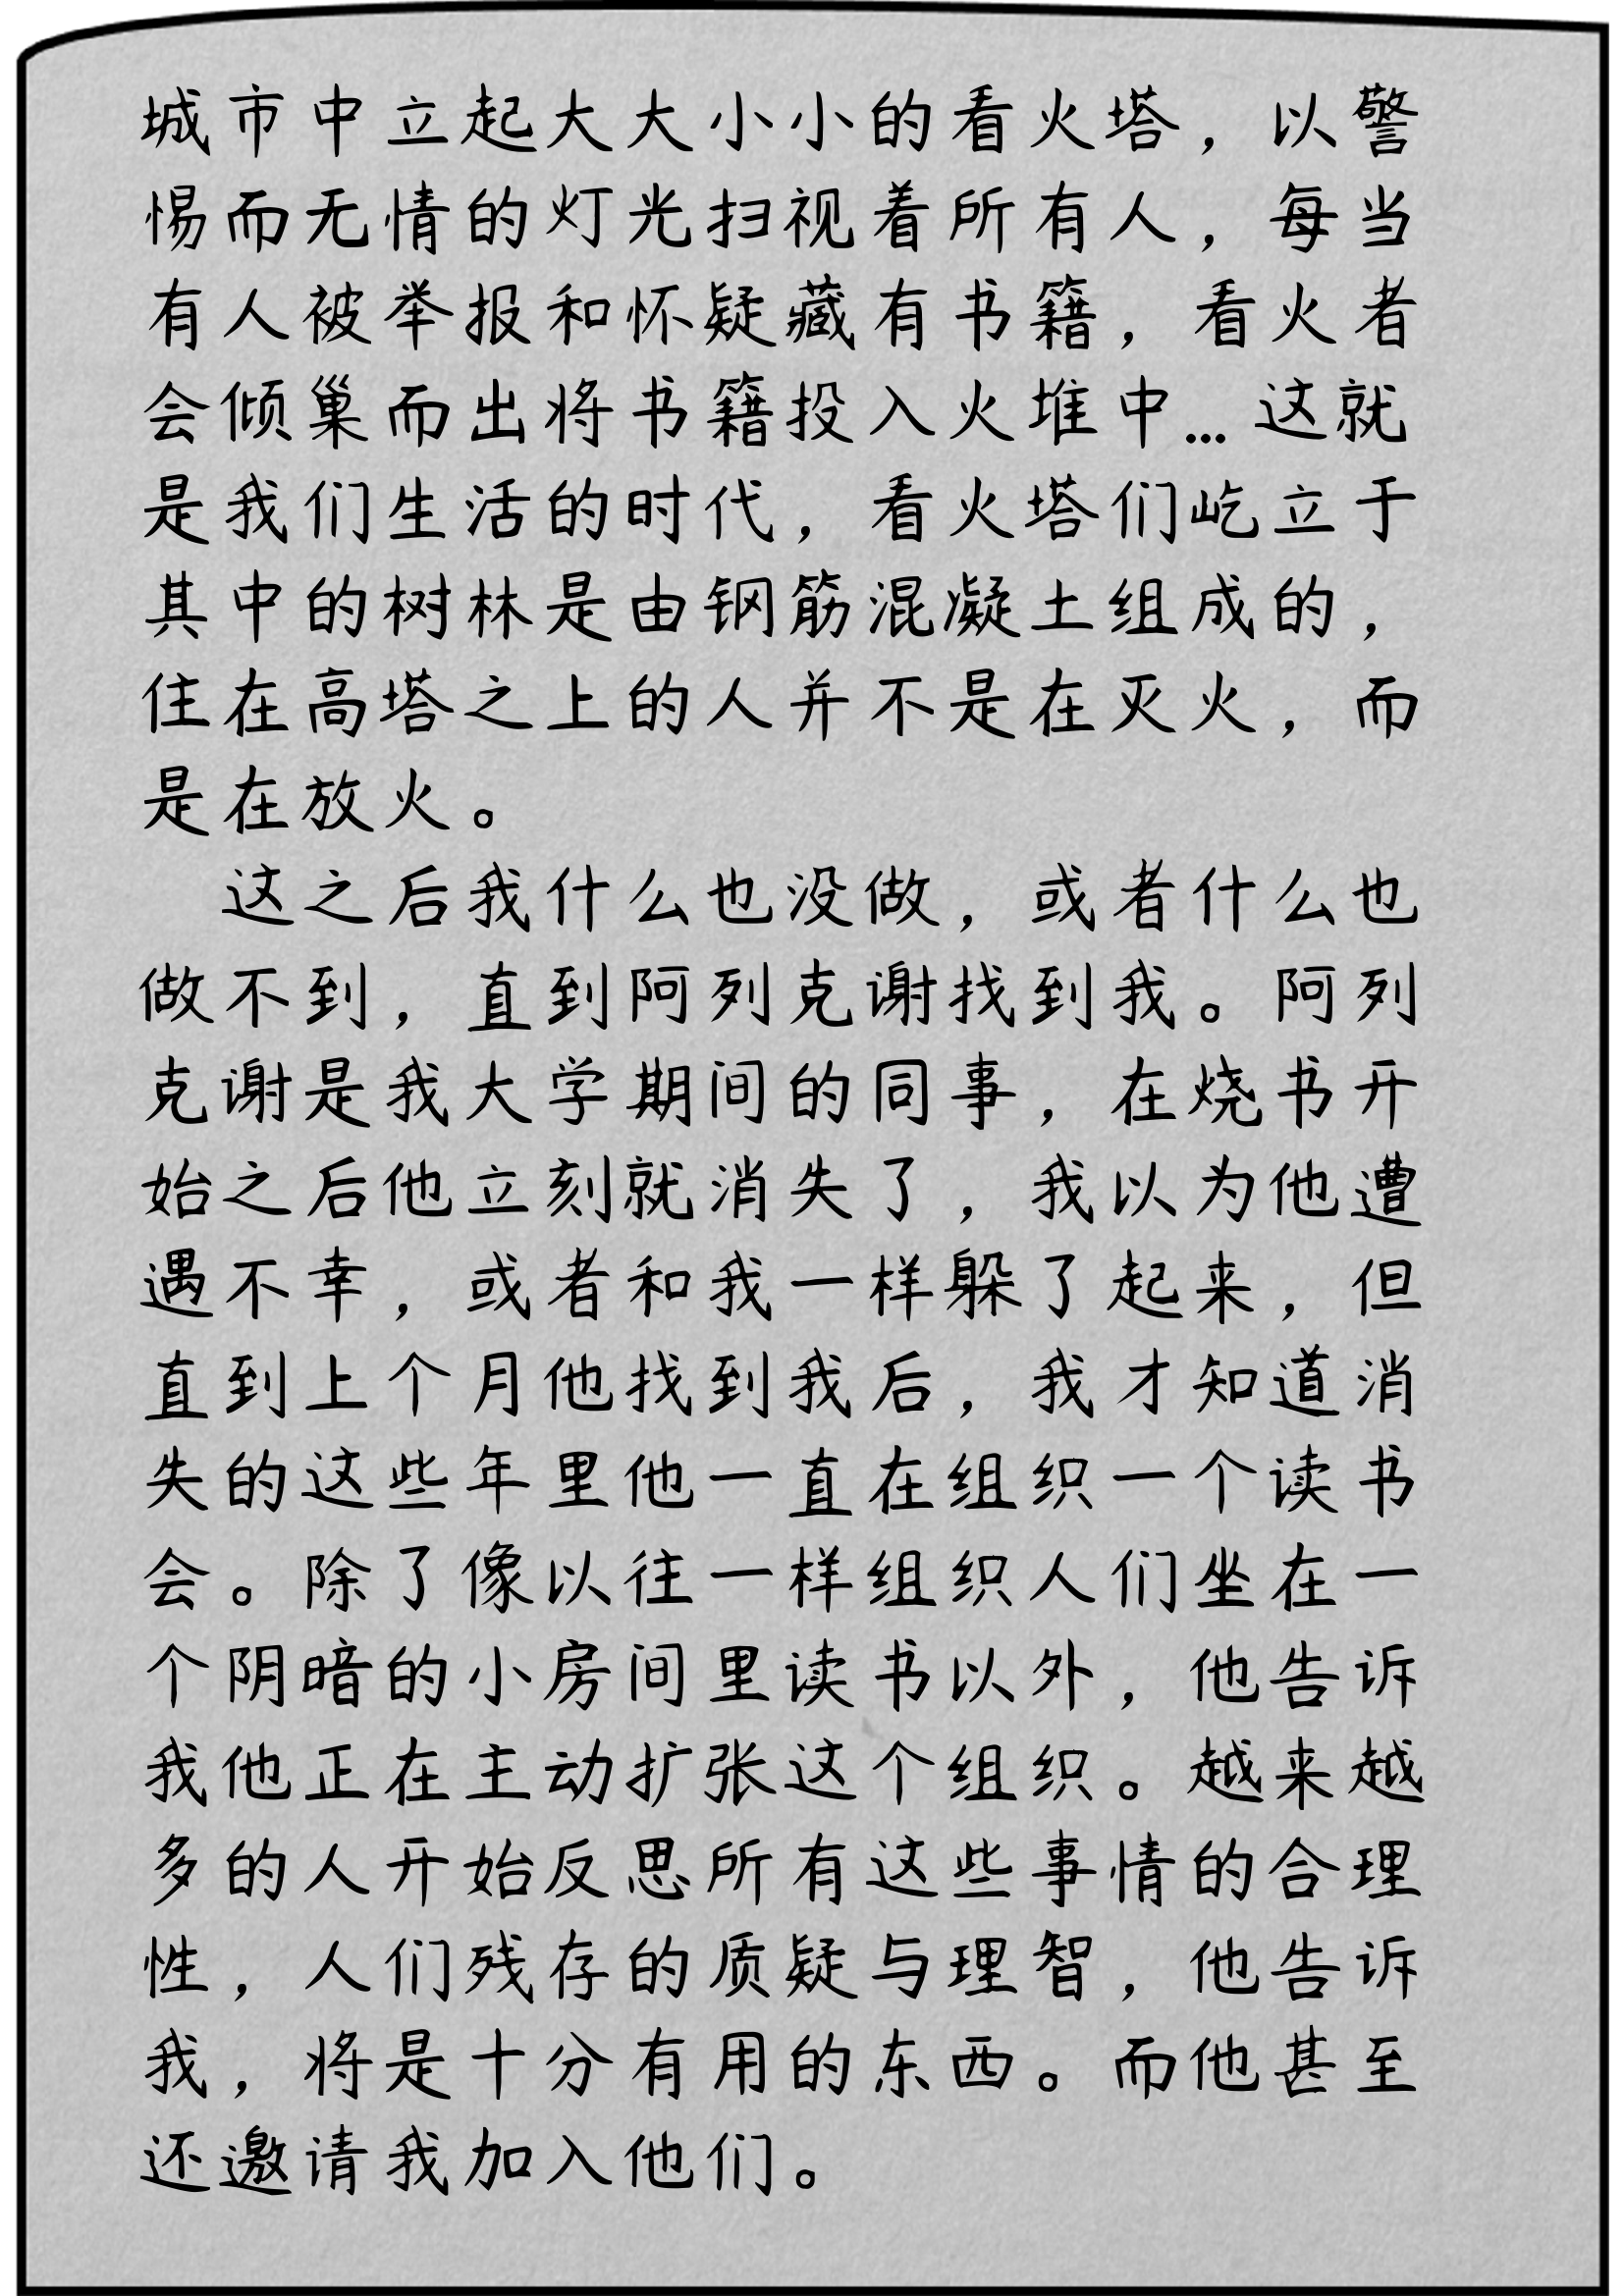 城市中立起大大小小的看火塔，以警
惕而无情的灯光扫视着所有人，每当
有人被举报和怀疑藏有书籍，看火者
会倾巢而出将书籍投入火堆中... 这就
是我们生活的时代，看火塔们屹立于
其中的树林是由钢筋混凝土组成的，
住在高塔之上的人并不是在灭火，而
是在放火。
这之后我什么也没做，或者什么也
做不到，直到阿列克谢找到我。阿列
克谢是我大学期间的同事，在烧书开
始之后他立刻就消失了，我以为他遭
遇不幸，或者和我一样躲了起来，但
直到上个月他找到我后，我才知道消
失的这些年里他一直在组织一个读书
会。除了像以往一样组织人们坐在一
个阴暗的小房间里读书以外，他告诉
我他正在主动扩张这个组织。越来越
多的人开始反思所有这些事情的合理
性，人们残存的质疑与理智，他告诉
我，将是十分有用的东西。而他甚至
还邀请我加入他们。